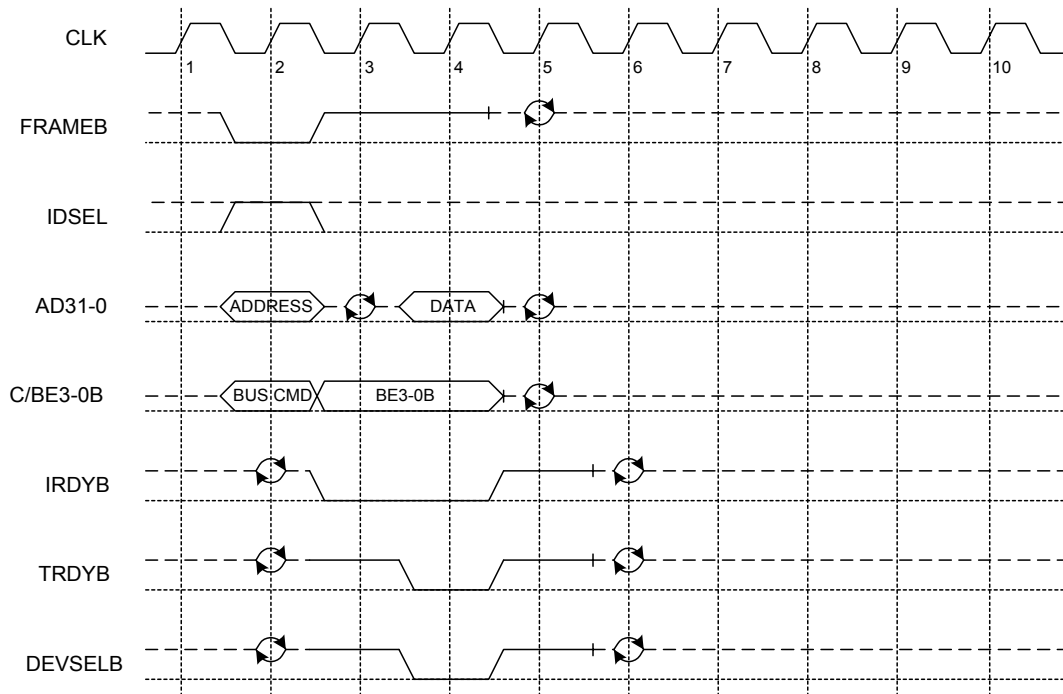 CLK
1 2 3 4 5 6 7 8 9 10
FRAMEB
IDSEL
AD31-0 ADDRESS DATA
C/BE3-0B BUS CMD BE3-0B
IRDYB
TRDYB
DEVSELB